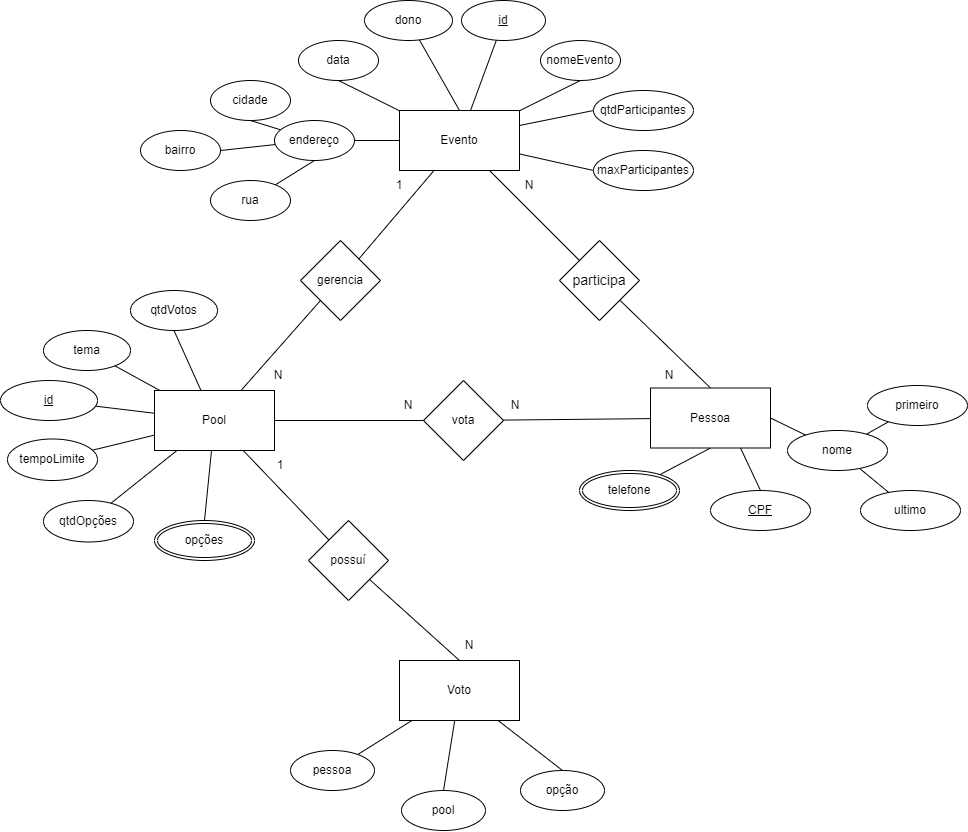 dono
id
data
nomeEvento
cidade
qtdParticipantes
endereço
Evento
bairro
maxParticipantes
1
N
rua
gerencia
participa
qtdVotos
tema
N
N
id
N
N
primeiro
Pool
vota
Pessoa
nome
tempoLimite
1
telefone
CPF
ultimo
qtdOpções
opções
possuí
N
Voto
pessoa
opção
pool